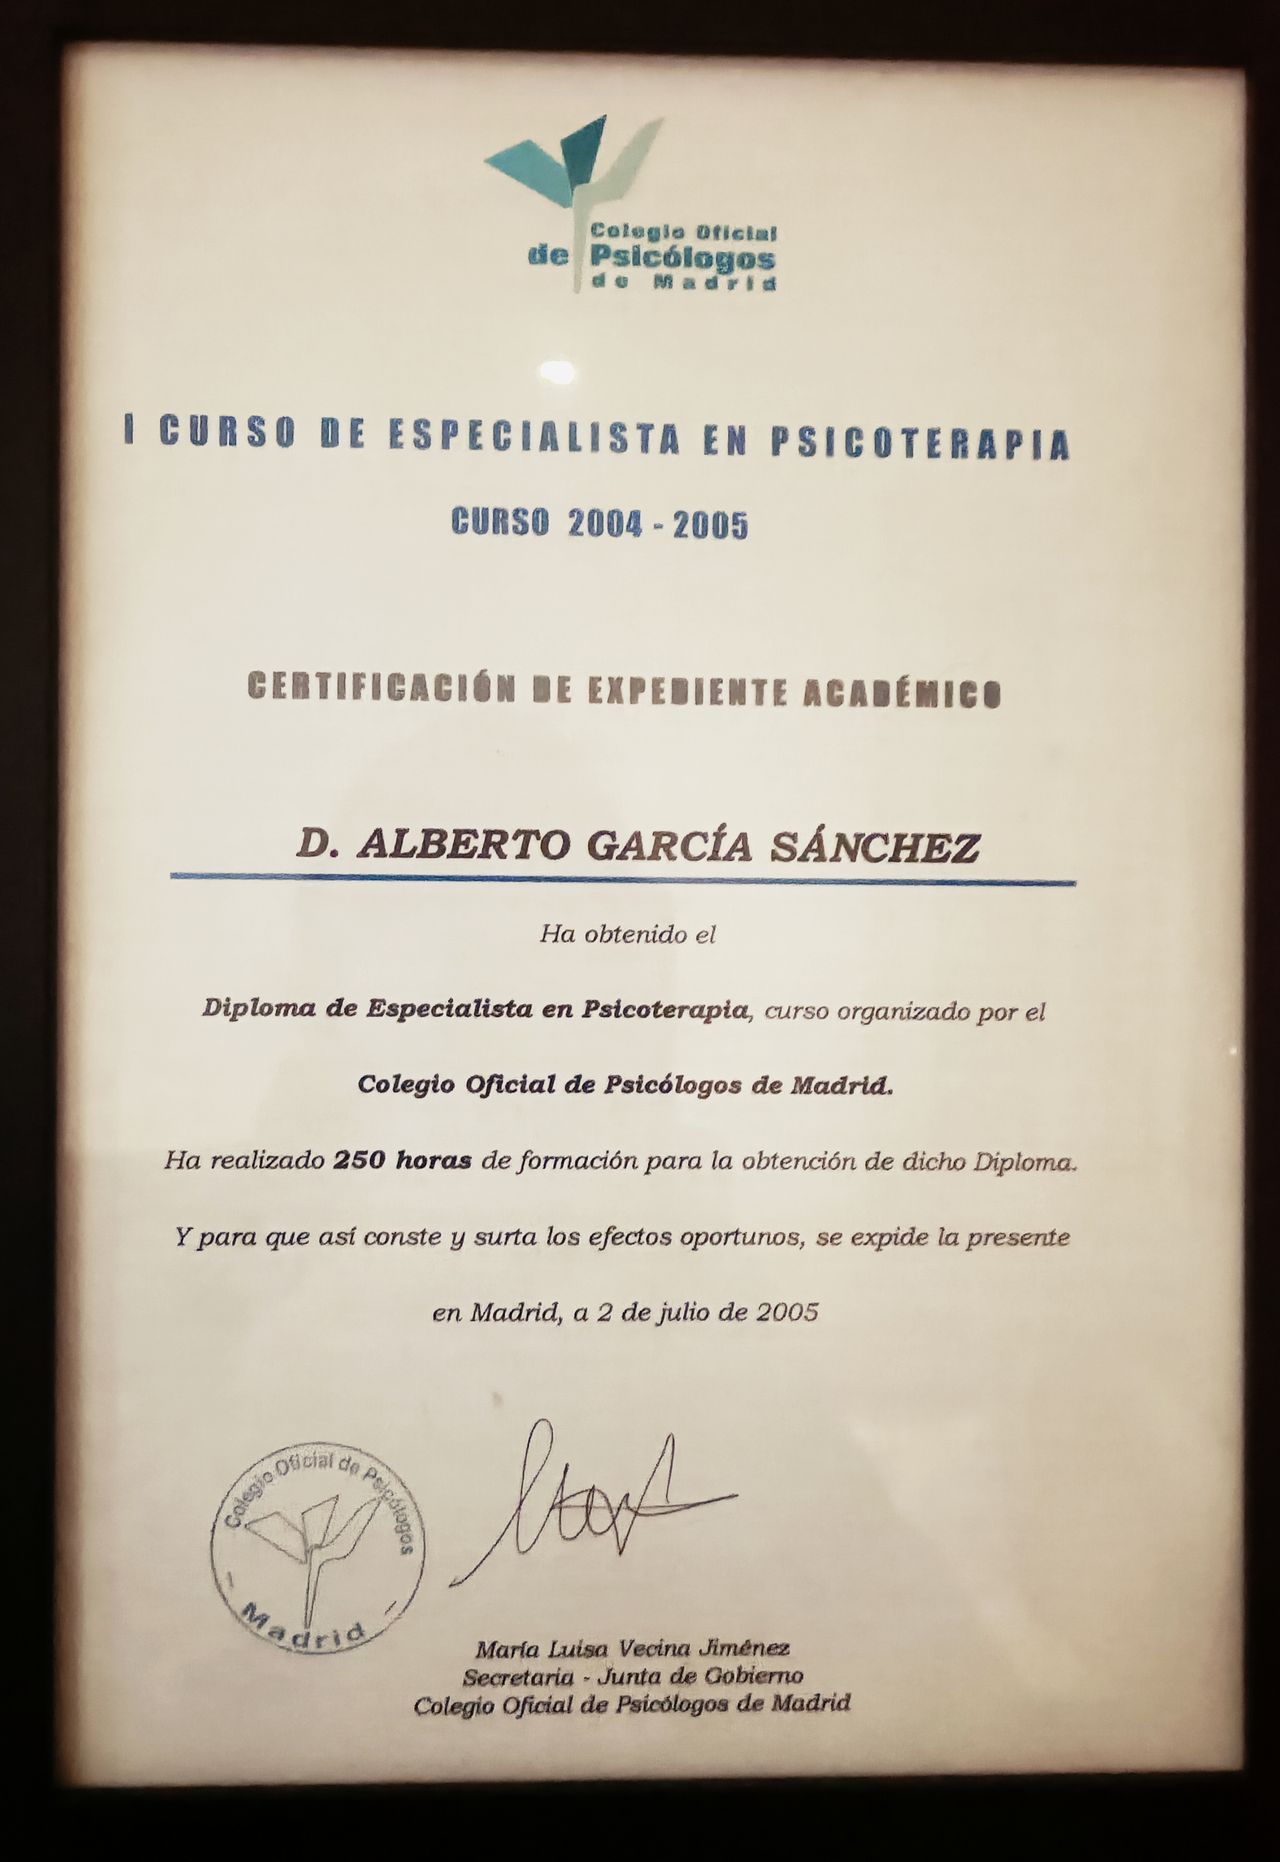 Colegio Oficial
de Psicólogos
de Madrid
I CURSO DE ESPECIALISTA EN PSICOTERAPIA
CURSO 2004 - 2005
CERTIFICACIÓN DE EXPEDIENTE ACADÉMICO
D. ALBERTO GARCÍA SÁNCHEZ
Ha obtenido el
Diploma de Especialista en Psicoterapia, curso organizado por el
Colegio Oficial de Psicólogos de Madrid.
Ha realizado 250 horas de formación para la obtención de dicho Diploma.
Y para que así conste y surta los efectos oportunos, se expide la presente
en Madrid, a 2 de julio de 2005
Colegio Oficial de Psicólogos
- Madrid -
María Luisa Vecina Jiménez
Secretaria - Junta de Gobierno
Colegio Oficial de Psicólogos de Madrid